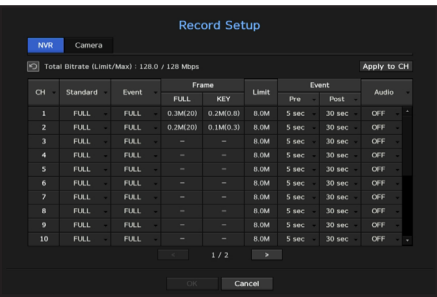 Record Setup
NVR Camera
Total Bitrate (Limit/Max) : 128.0 / 128 Mbps Apply to CH
CH Standard Event Frame Limit Event Audio
FULL KEY Pre Post
1 FULL FULL 0.3M(20) 0.2M(0.8) 8.0M 5 sec 30 sec OFF
2 FULL FULL 0.2M(20) 0.1M(0.3) 8.0M 5 sec 30 sec OFF
3 FULL FULL – – 8.0M 5 sec 30 sec OFF
4 FULL FULL – – 8.0M 5 sec 30 sec OFF
5 FULL FULL – – 8.0M 5 sec 30 sec OFF
6 FULL FULL – – 8.0M 5 sec 30 sec OFF
7 FULL FULL – – 8.0M 5 sec 30 sec OFF
8 FULL FULL – – 8.0M 5 sec 30 sec OFF
9 FULL FULL – – 8.0M 5 sec 30 sec OFF
10 FULL FULL – – 8.0M 5 sec 30 sec OFF
< 1 / 2 >
OK Cancel